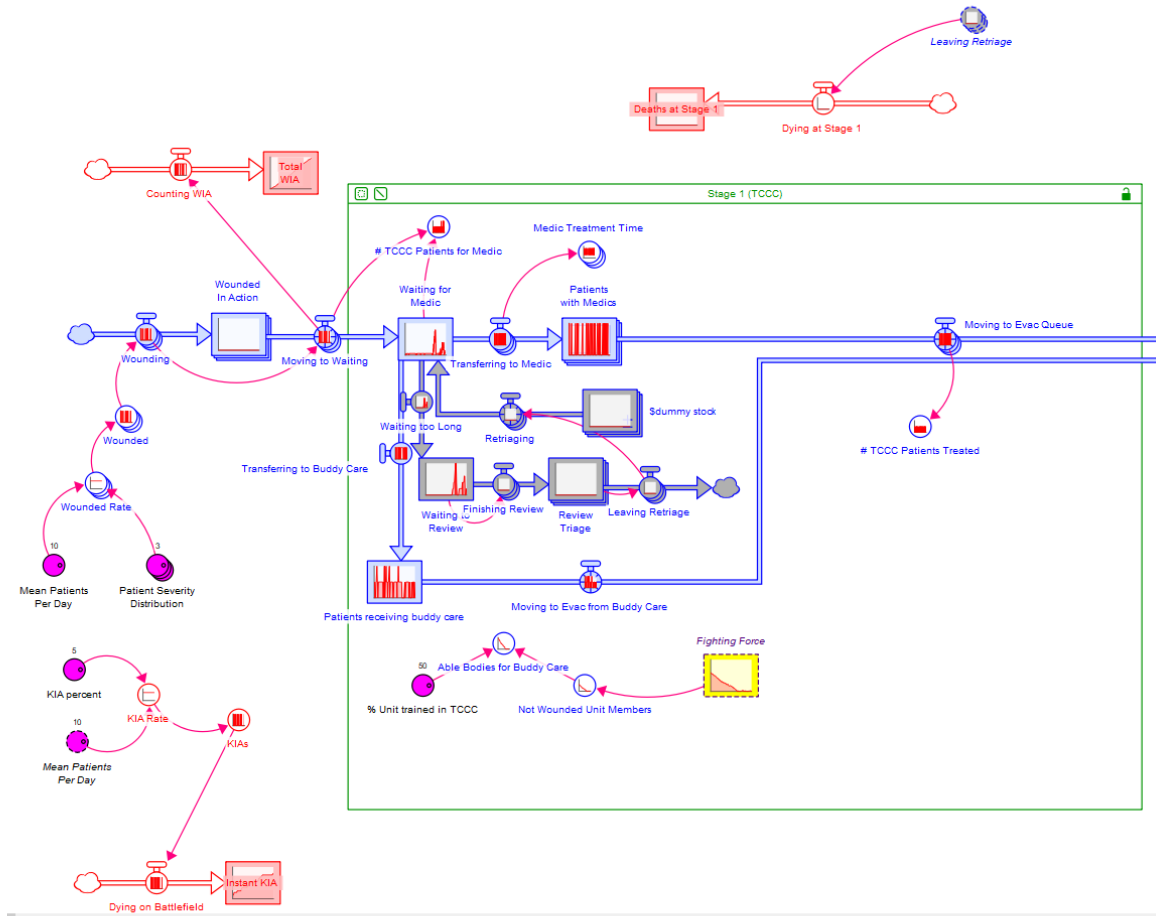 Leaving Retriage
Deaths at Stage 1
Dying at Stage 1
Total
WIA
Counting WIA
Stage 1 (TCCC)
Medic Treatment Time
# TCCC Patients for Medic
Wounded
In Action
Waiting for
Medic
Patients
with Medics
Moving to Evac Queue
Wounding
Moving to Waiting
Transferring to Medic
$dummy stock
Waiting too Long
Retriaging
Wounded
# TCCC Patients Treated
Transferring to Buddy Care
Wounded Rate
Waiting to
Review
Finishing Review
Review
Triage
Leaving Retriage
10
Mean Patients
Per Day
3
Patient Severity
Distribution
Patients receiving buddy care
Moving to Evac from Buddy Care
5
KIA percent
KIA Rate
10
Mean Patients
Per Day
KIAs
50
% Unit trained in TCCC
Able Bodies for Buddy Care
Not Wounded Unit Members
Fighting Force
Instant KIA
Dying on Battlefield